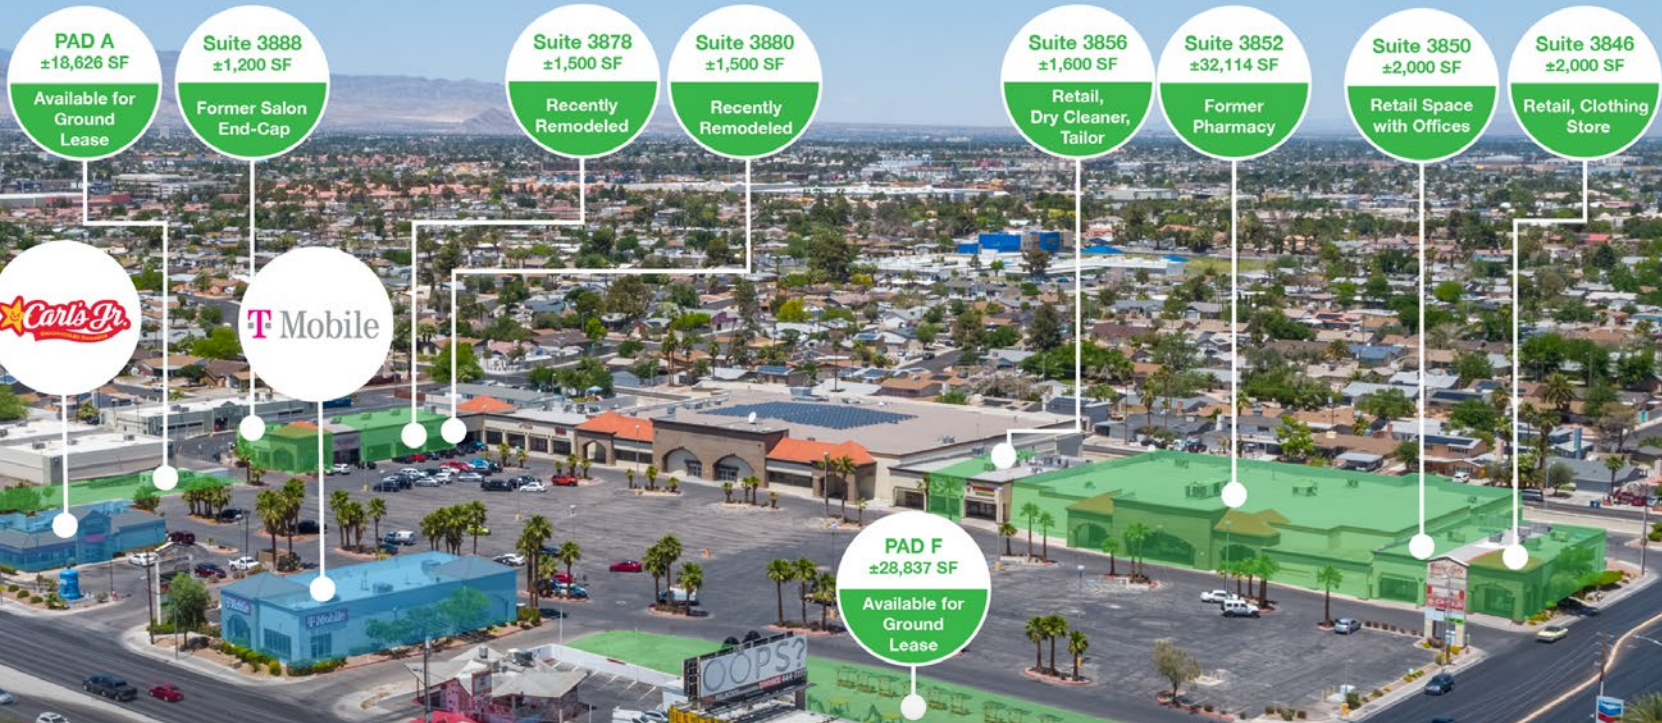 PAD A
±18,626 SF
Available for
Ground
Lease
Suite 3888
±1,200 SF
Former Salon
End-Cap
Suite 3878
±1,500 SF
Recently
Remodeled
Suite 3880
±1,500 SF
Recently
Remodeled
Suite 3856
±1,600 SF
Retail,
Dry Cleaner,
Tailor
Suite 3852
±32,114 SF
Former
Pharmacy
Suite 3850
±2,000 SF
Retail Space
with Offices
Suite 3846
±2,000 SF
Retail, Clothing
Store
Carl's Jr.
T Mobile
PAD F
±28,837 SF
Available for
Ground
Lease
T Mobile
T Mobile
OOPS?